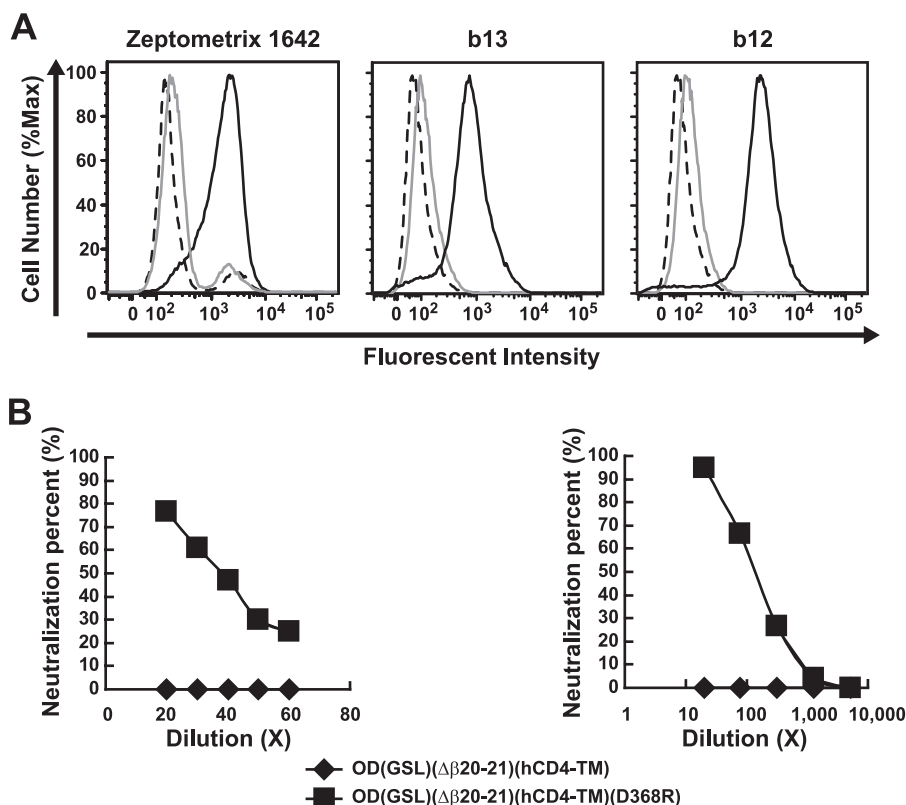 A
Zeptometrix 1642
b13
b12
Cell Number (%Max)
100
80
60
40
20
0
0 10² 10³ 10⁴ 10⁵
0 10² 10³ 10⁴ 10⁵
0 10² 10³ 10⁴ 10⁵
Fluorescent Intensity
B
Neutralization percent (%)
100
90
80
70
60
50
40
30
20
10
0
0 20 40 60 80
Dilution (X)
Neutralization percent (%)
100
90
80
70
60
50
40
30
20
10
0
1 10 100 1,000 10,000
Dilution (X)
OD(GSL)(Δβ20-21)(hCD4-TM)
OD(GSL)(Δβ20-21)(hCD4-TM)(D368R)